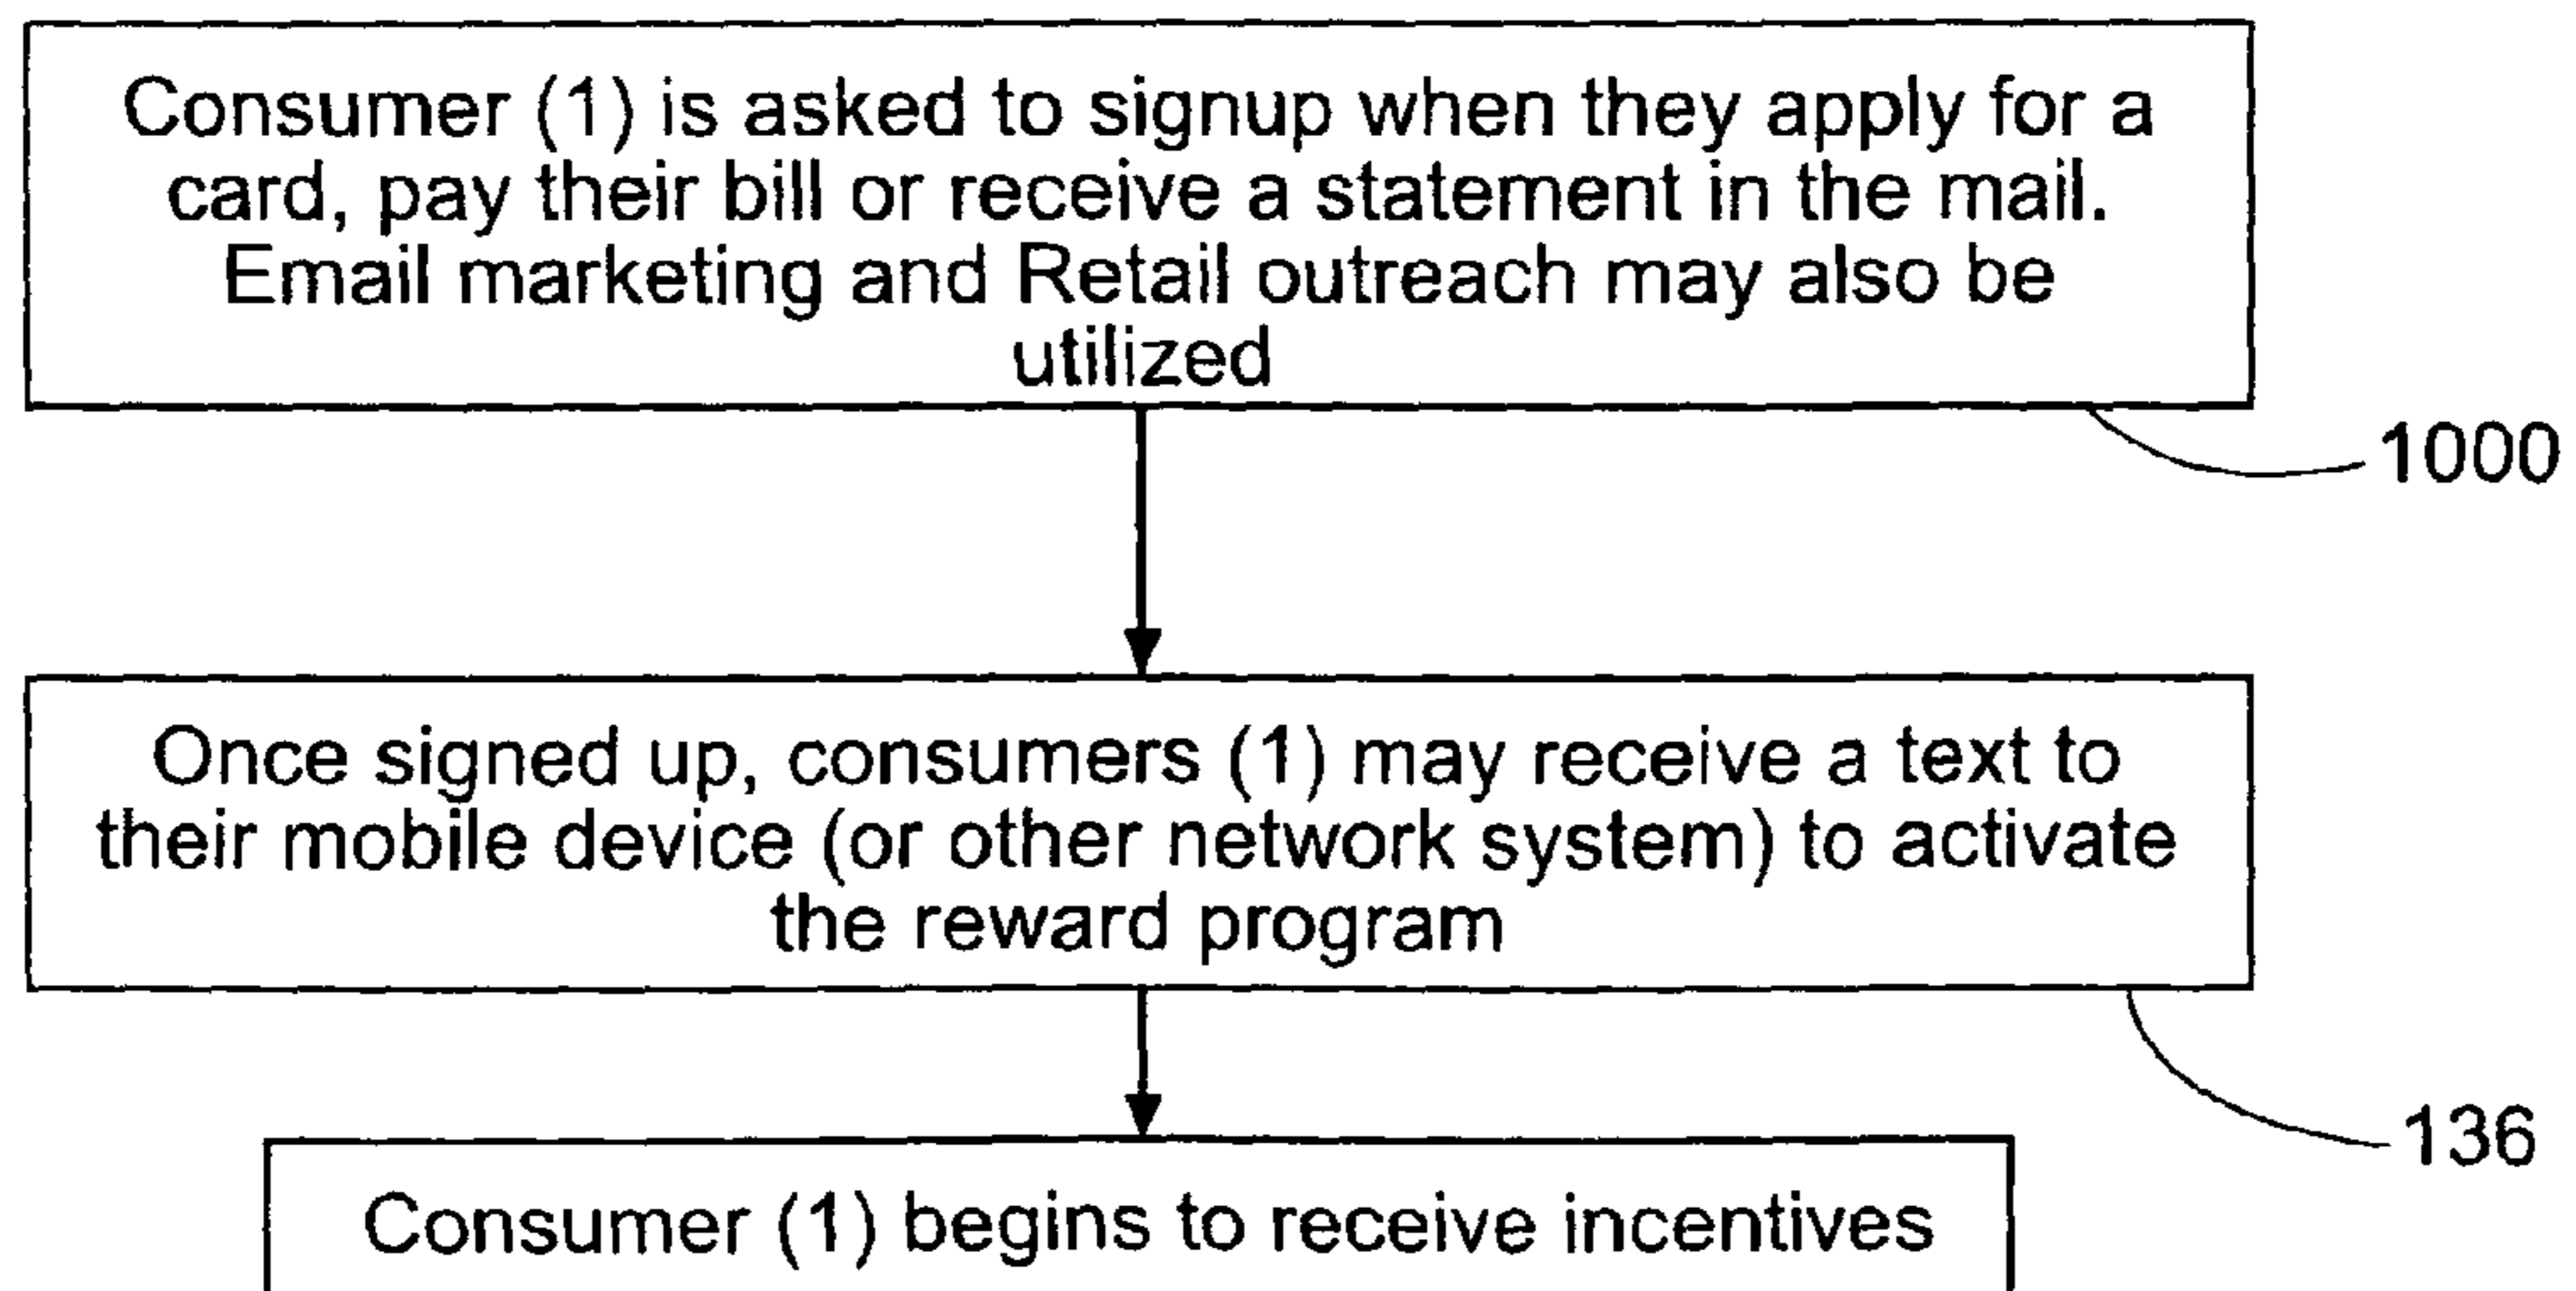 Consumer (1) is asked to signup when they apply for a
card, pay their bill or receive a statement in the mail.
Email marketing and Retail outreach may also be
utilized
1000
Once signed up, consumers (1) may receive a text to
their mobile device (or other network system) to activate
the reward program
136
Consumer (1) begins to receive incentives